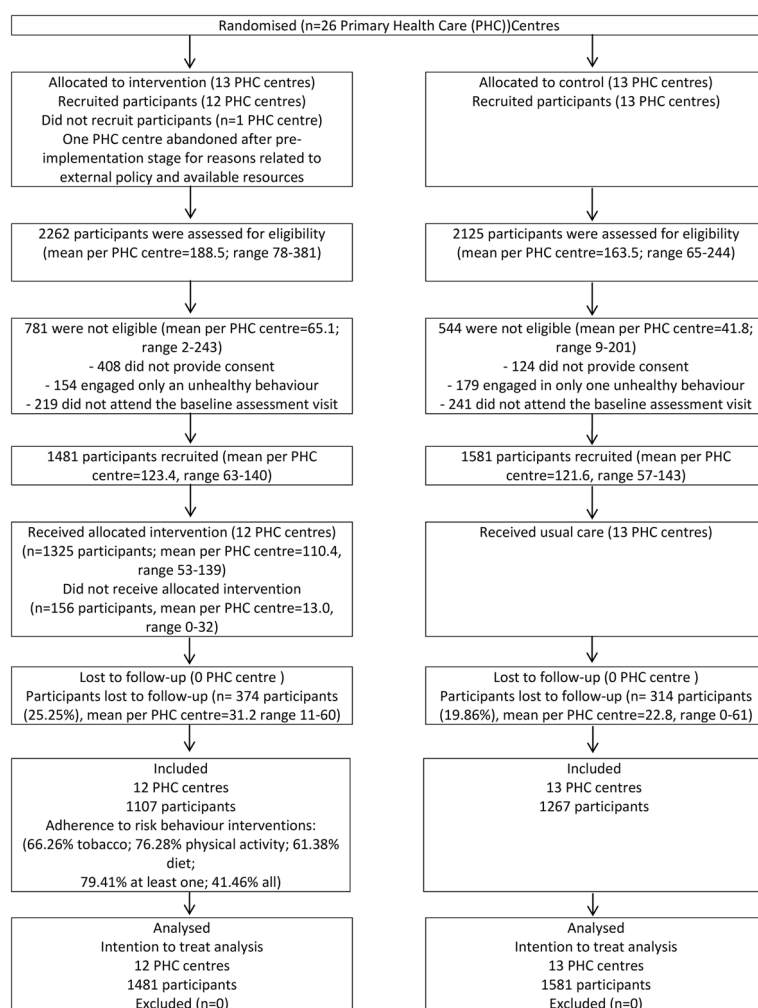 Randomised (n=26 Primary Health Care (PHC))Centres
Allocated to intervention (13 PHC centres)
Recruited participants (12 PHC centres)
Did not recruit participants (n=1 PHC centre)
One PHC centre abandoned after pre-
implementation stage for reasons related to
external policy and available resources
Allocated to control (13 PHC centres)
Recruited participants (13 PHC centres)
2262 participants were assessed for eligibility
(mean per PHC centre=188.5; range 78-381)
2125 participants were assessed for eligibility
(mean per PHC centre=163.5; range 65-244)
781 were not eligible (mean per PHC centre=65.1;
range 2-243)
- 408 did not provide consent
- 154 engaged only an unhealthy behaviour
- 219 did not attend the baseline assessment visit
544 were not eligible (mean per PHC centre=41.8;
range 9-201)
- 124 did not provide consent
- 179 engaged in only one unhealthy behaviour
- 241 did not attend the baseline assessment visit
1481 participants recruited (mean per PHC
centre=123.4, range 63-140)
1581 participants recruited (mean per PHC
centre=121.6, range 57-143)
Received allocated intervention (12 PHC centres)
(n=1325 participants; mean per PHC centre=110.4,
range 53-139)
Did not receive allocated intervention
(n=156 participants, mean per PHC centre=13.0,
range 0-32)
Received usual care (13 PHC centres)
Lost to follow-up (0 PHC centre )
Participants lost to follow-up (n= 374 participants
(25.25%), mean per PHC centre=31.2 range 11-60)
Lost to follow-up (0 PHC centre )
Participants lost to follow-up (n= 314 participants
(19.86%), mean per PHC centre=22.8, range 0-61)
Included
12 PHC centres
1107 participants
Adherence to risk behaviour interventions:
(66.26% tobacco; 76.28% physical activity; 61.38%
diet;
79.41% at least one; 41.46% all)
Included
13 PHC centres
1267 participants
Analysed
Intention to treat analysis
12 PHC centres
1481 participants
Excluded (n=0)
Analysed
Intention to treat analysis
13 PHC centres
1581 participants
Excluded (n=0)